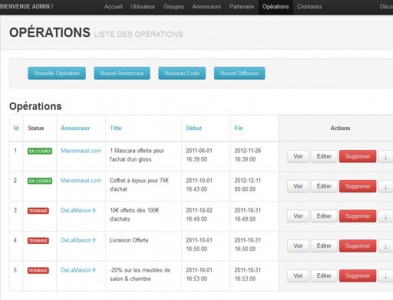 BIENVENUE ADMIN ! Accueil Utilisateur Groupes Annonceurs Partenaire Opérations Crontasks Déco
OPÉRATIONS LISTE DES OPERATIONS
Nouvelle Opération Nouvel Annonceur Nouveau Code Nouvel Diffuseur
Opérations
Id Status Annonceur Title Début Fin Actions
1 EN COURS Manomaud.com 1 Mascara offerte pour l'achat d'un gloss 2011-06-01 16:39:00 2012-11-26 16:39:00 Voir Editer Supprimer ↓
2 EN COURS Manomaud.com Coffret à bijoux pour 75€ d'achat 2011-10-01 16:43:00 2012-12-11 00:00:00 Voir Editer Supprimer ↓
3 TERMINÉ DeLaMaison.fr 10€ offerts dès 100€ d'achats 2011-10-02 16:49:00 2011-10-31 16:49:00 Voir Editer Supprimer ↓
4 TERMINÉ DeLaMaison.fr Livraison Offerte 2011-10-01 16:50:00 2011-10-31 16:50:00 Voir Editer Supprimer ↓
5 TERMINÉ DeLaMaison.fr -20% sur les meubles de salon & chambre 2011-10-01 16:53:00 2011-10-31 16:53:00 Voir Editer Supprimer ↓